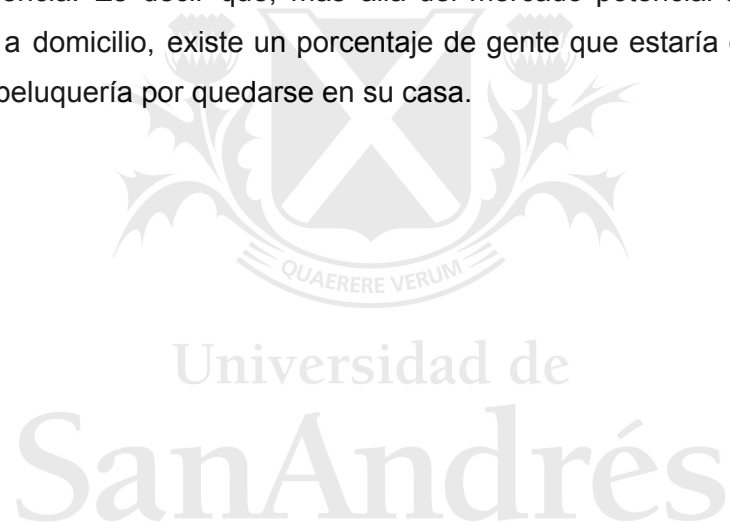 Es decir que, más allá del mercado potencial
a domicilio, existe un porcentaje de gente que estaría
peluquería por quedarse en su casa.
QUAERERE VERUM
Universidad de
SanAndrés